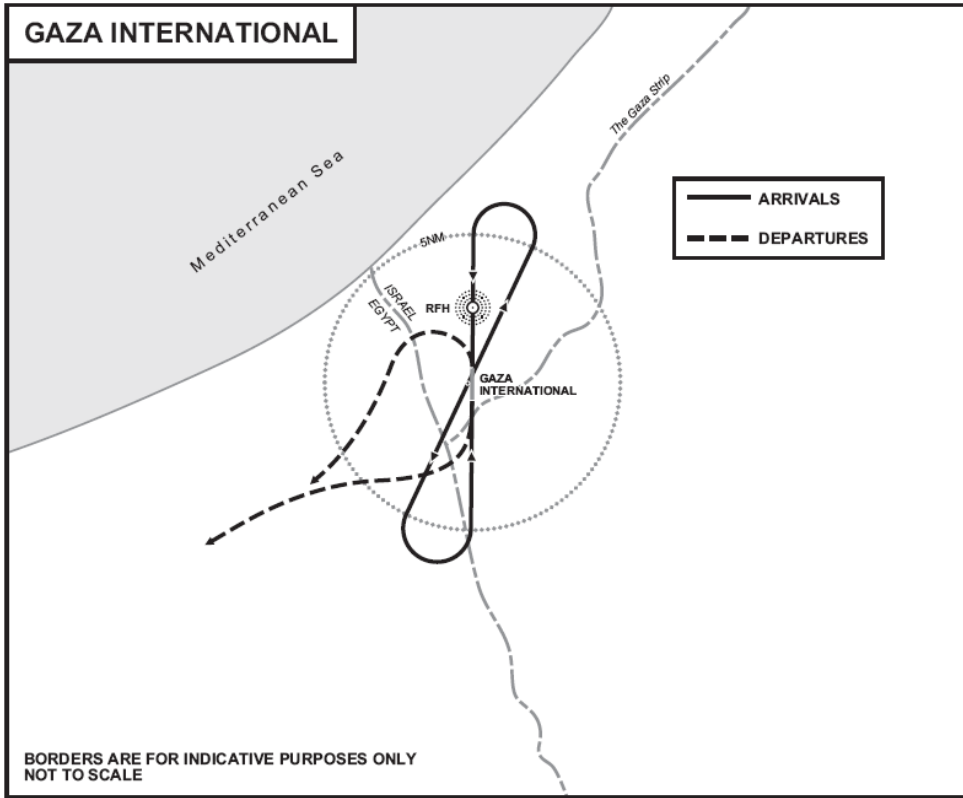 GAZA INTERNATIONAL
The Gaza Strip
Mediterranean Sea
ARRIVALS
DEPARTURES
5NM
ISRAEL
EGYPT
RFH
GAZA
INTERNATIONAL
BORDERS ARE FOR INDICATIVE PURPOSES ONLY
NOT TO SCALE